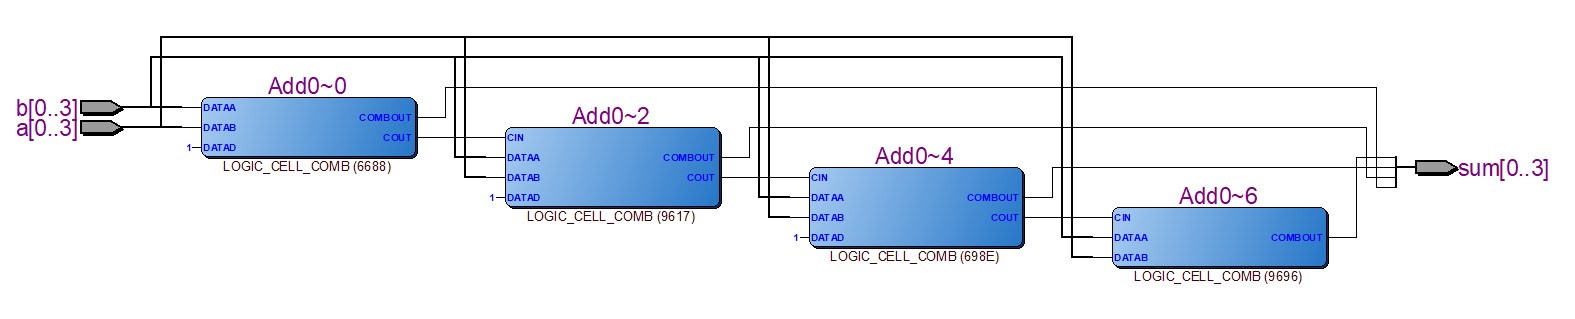 b[0..3]
a[0..3]
Add0~0
DATAA
DATAB
1 DATAD
COMBOUT
COUT
LOGIC_CELL_COMB (6688)
Add0~2
CIN
DATAA
DATAB
1 DATAD
COMBOUT
COUT
LOGIC_CELL_COMB (9617)
Add0~4
CIN
DATAA
DATAB
1 DATAD
COMBOUT
COUT
LOGIC_CELL_COMB (698E)
Add0~6
CIN
DATAA
DATAB
COMBOUT
LOGIC_CELL_COMB (9696)
sum[0..3]